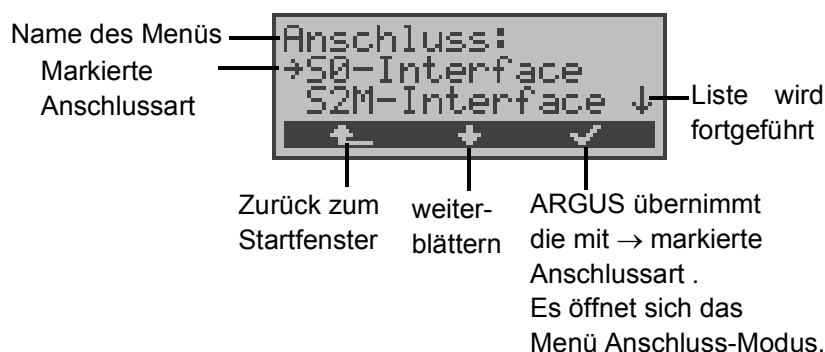 Name des Menüs
Markierte
Anschlussart
Anschluss:
→S0-Interface
S2M-Interface ↓
Liste wird
fortgeführt
Zurück zum
Startfenster
weiter-
blättern
ARGUS übernimmt
die mit → markierte
Anschlussart .
Es öffnet sich das
Menü Anschluss-Modus.